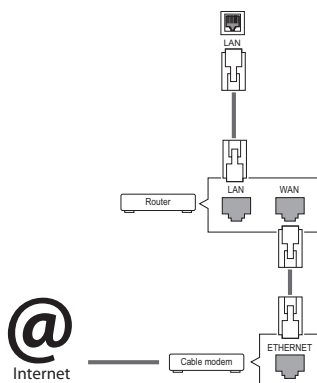 LAN
LAN WAN
Router
ETHERNET
@
Cable modem
Internet